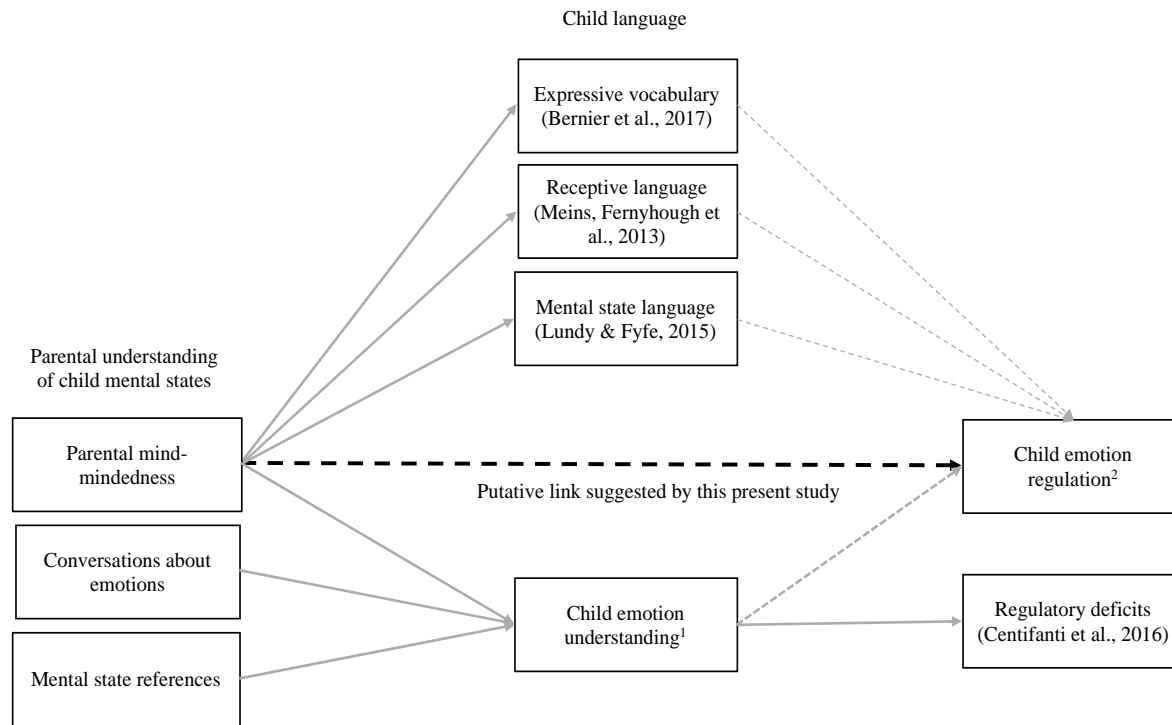 Child language
Expressive vocabulary
(Bernier et al., 2017)
Receptive language
(Meins, Fernyhough et
al., 2013)
Mental state language
(Lundy & Fyfe, 2015)
Parental understanding
of child mental states
Parental mind-
mindedness
Putative link suggested by this present study
Child emotion
regulation2
Conversations about
emotions
Mental state references
Child emotion
understanding1
Regulatory deficits
(Centifanti et al., 2016)